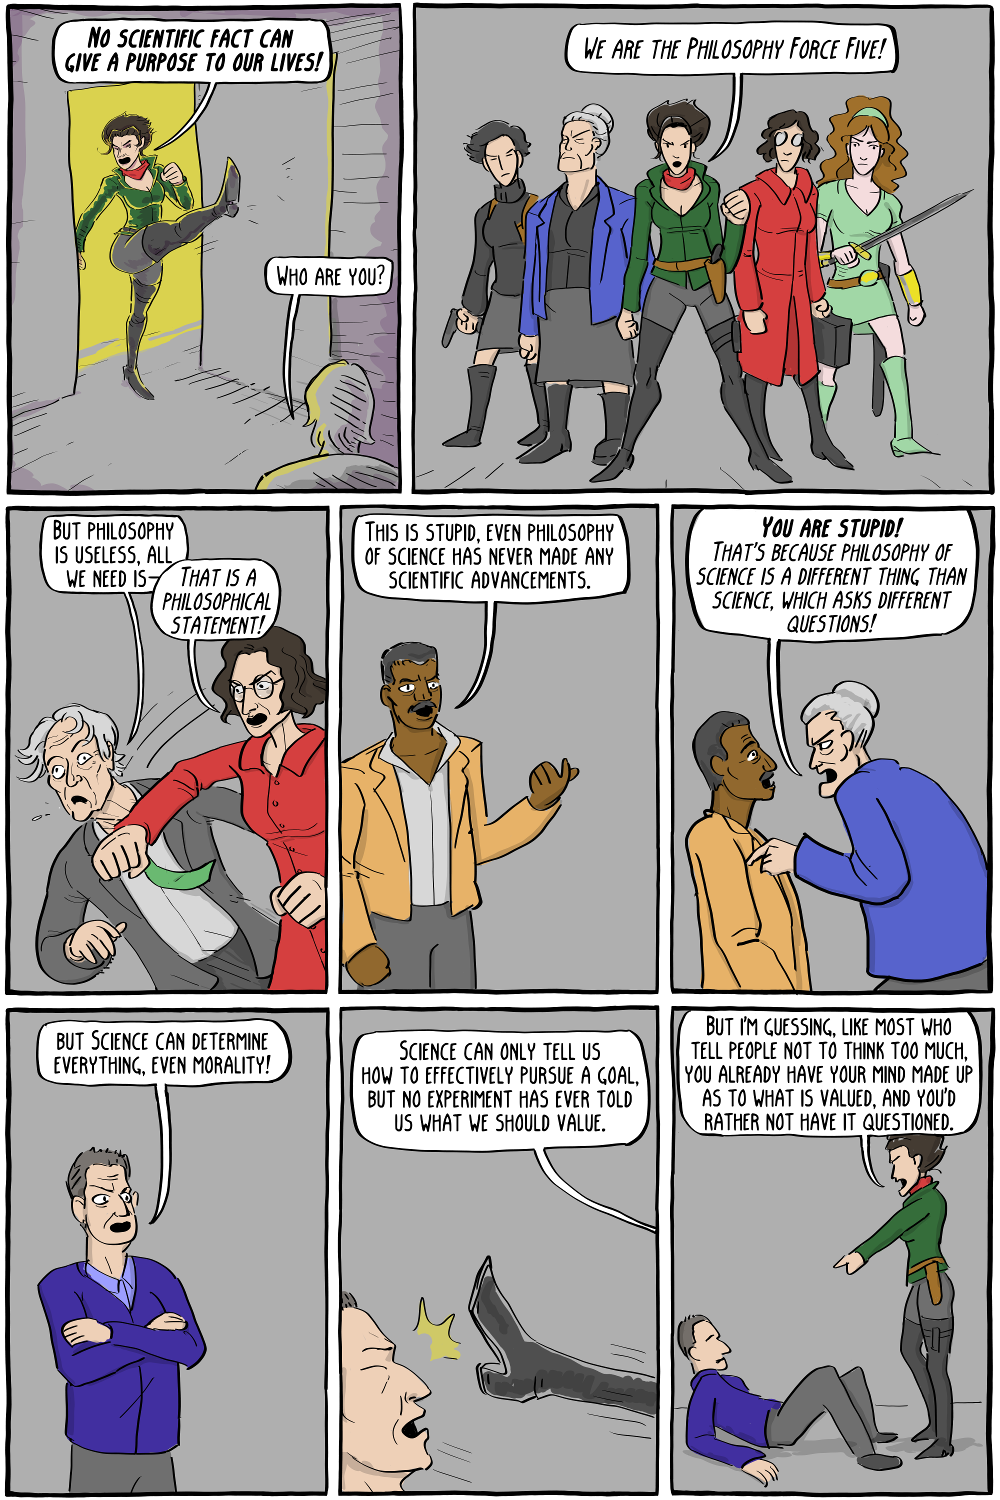 NO SCIENTIFIC FACT CAN
GIVE A PURPOSE TO OUR LIVES!
WHO ARE YOU?
WE ARE THE PHILOSOPHY FORCE FIVE!
BUT PHILOSOPHY
IS USELESS, ALL
WE NEED IS—
THAT IS A
PHILOSOPHICAL
STATEMENT!
THIS IS STUPID, EVEN PHILOSOPHY
OF SCIENCE HAS NEVER MADE ANY
SCIENTIFIC ADVANCEMENTS.
YOU ARE STUPID!
THAT'S BECAUSE PHILOSOPHY OF
SCIENCE IS A DIFFERENT THING THAN
SCIENCE, WHICH ASKS DIFFERENT
QUESTIONS!
BUT SCIENCE CAN DETERMINE
EVERYTHING, EVEN MORALITY!
SCIENCE CAN ONLY TELL US
HOW TO EFFECTIVELY PURSUE A GOAL,
BUT NO EXPERIMENT HAS EVER TOLD
US WHAT WE SHOULD VALUE.
BUT I'M GUESSING, LIKE MOST WHO
TELL PEOPLE NOT TO THINK TOO MUCH,
YOU ALREADY HAVE YOUR MIND MADE UP
AS TO WHAT IS VALUED, AND YOU'D
RATHER NOT HAVE IT QUESTIONED.